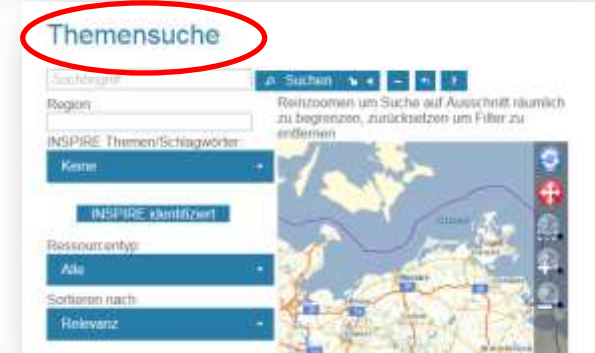 Themensuche
Suchbegriff
Suchen
Region:
Reinzoomen um Suche auf Ausschnitt räumlich
zu begrenzen, zurücksetzen um Filter zu
entfernen
INSPIRE Themen/Schlagwörter:
Keine
INSPIRE identifiziert
Ressourcentyp:
Alle
Sortieren nach:
Relevanz